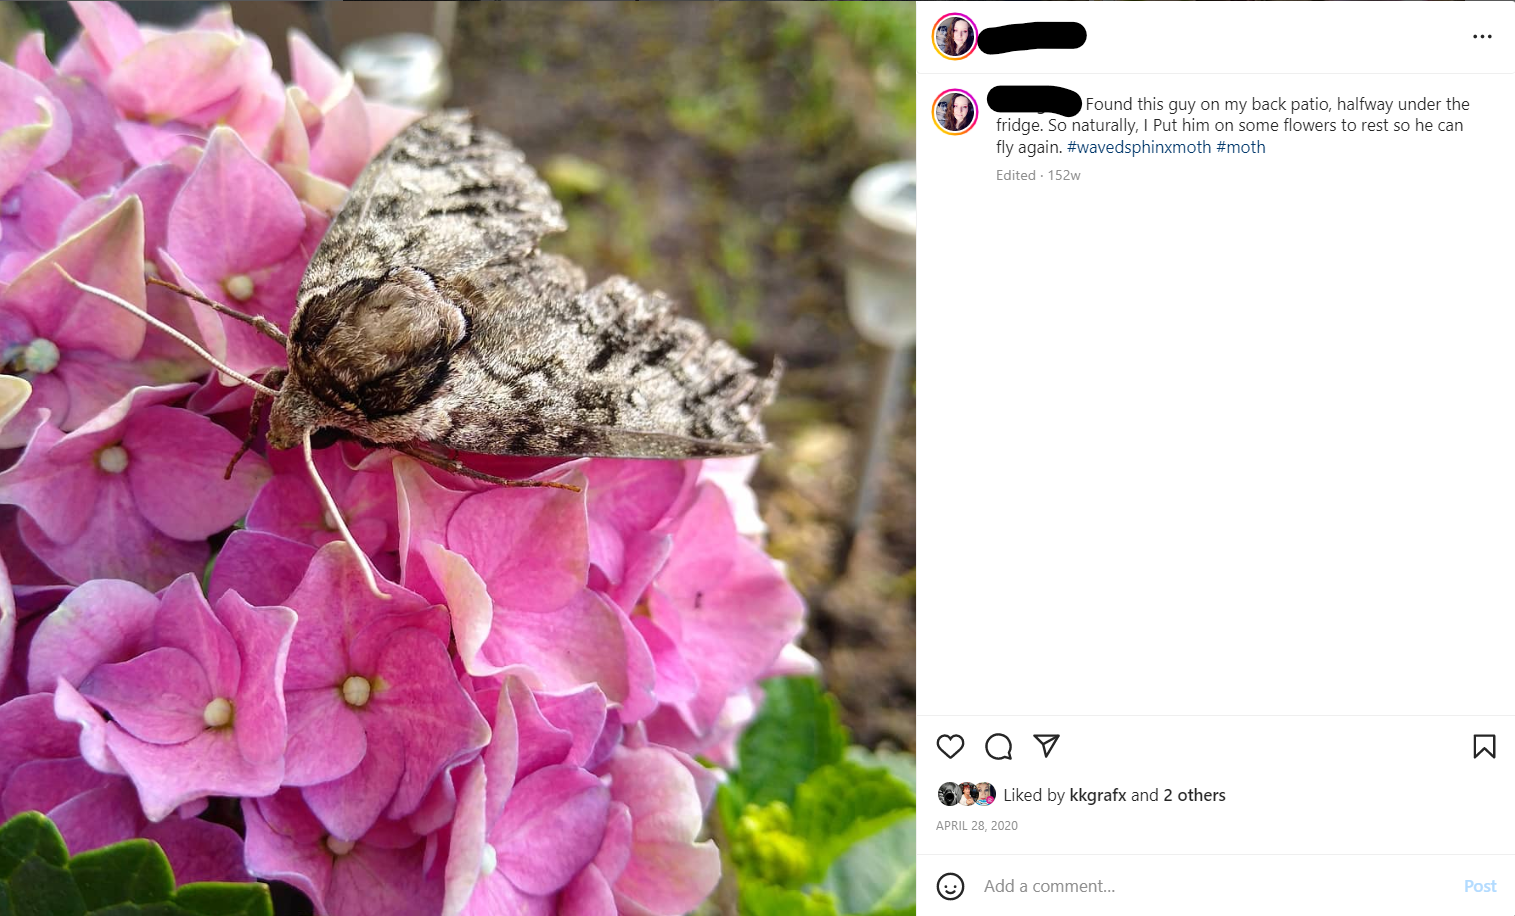 Found this guy on my back patio, halfway under the
fridge. So naturally, I Put him on some flowers to rest so he can
fly again. #wavedsphinxmoth #moth
Edited · 152w
Liked by kkgrafx and 2 others
APRIL 28, 2020
Add a comment...
Post